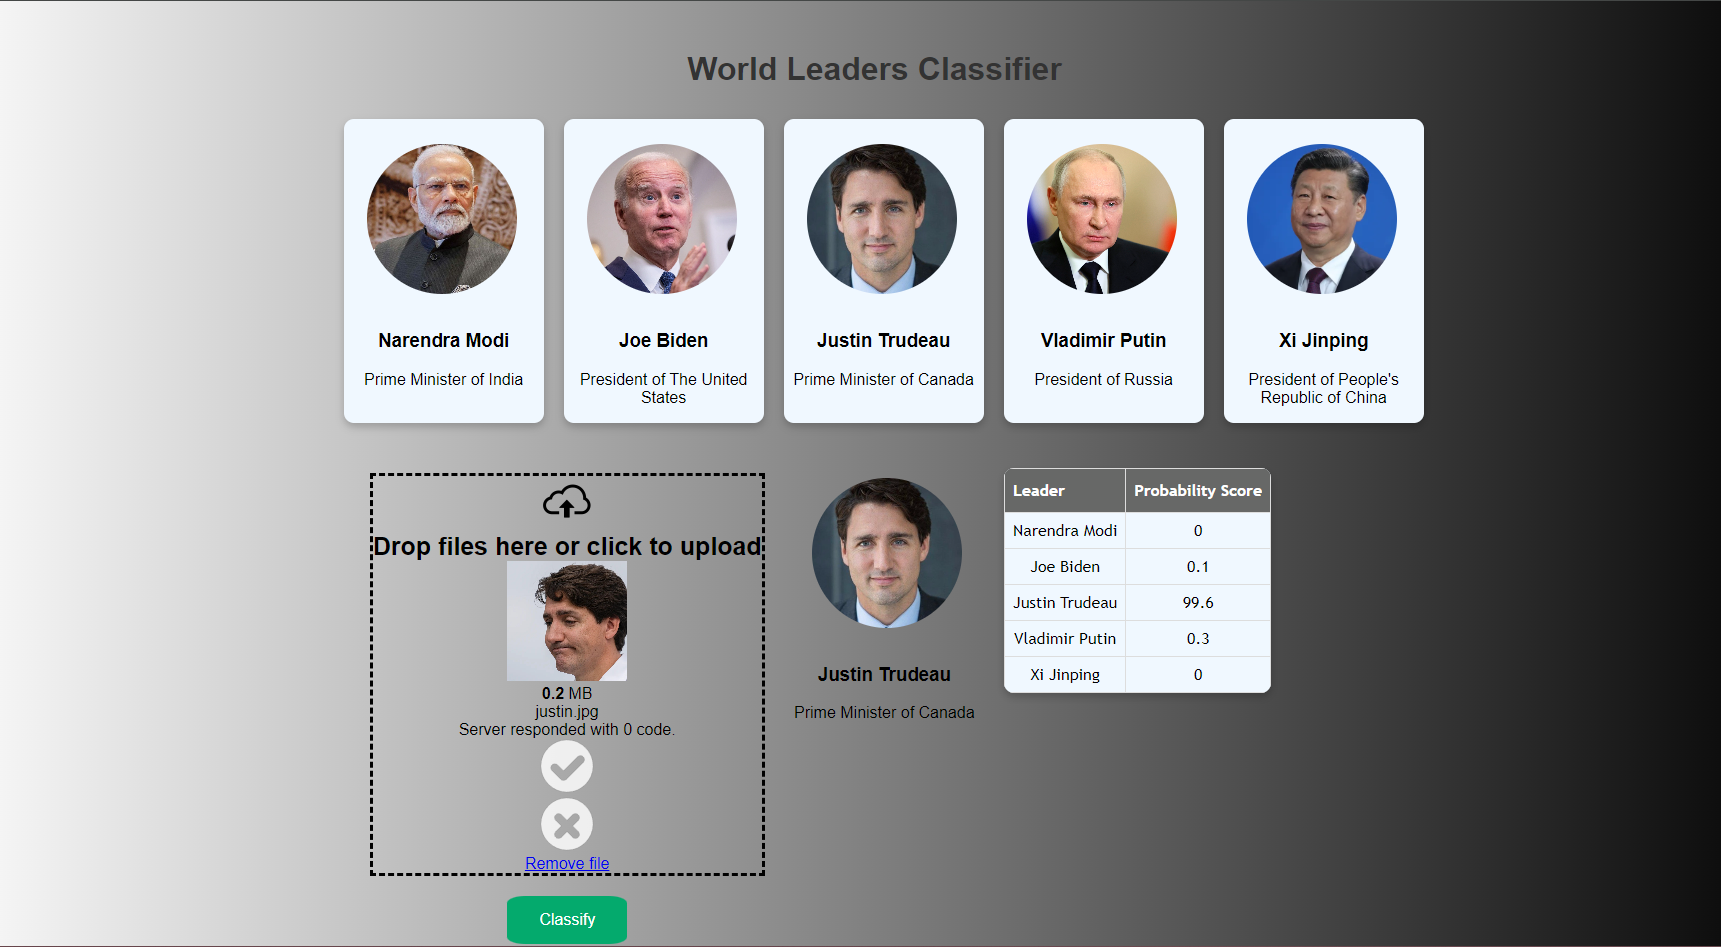 World Leaders Classifier
Narendra Modi
Prime Minister of India
Joe Biden
President of The United
States
Justin Trudeau
Prime Minister of Canada
Vladimir Putin
President of Russia
Xi Jinping
President of People's
Republic of China
Drop files here or click to upload
0.2 MB
justin.jpg
Server responded with 0 code.
Remove file
Classify
Justin Trudeau
Prime Minister of Canada
Leader Probability Score
Narendra Modi 0
Joe Biden 0.1
Justin Trudeau 99.6
Vladimir Putin 0.3
Xi Jinping 0